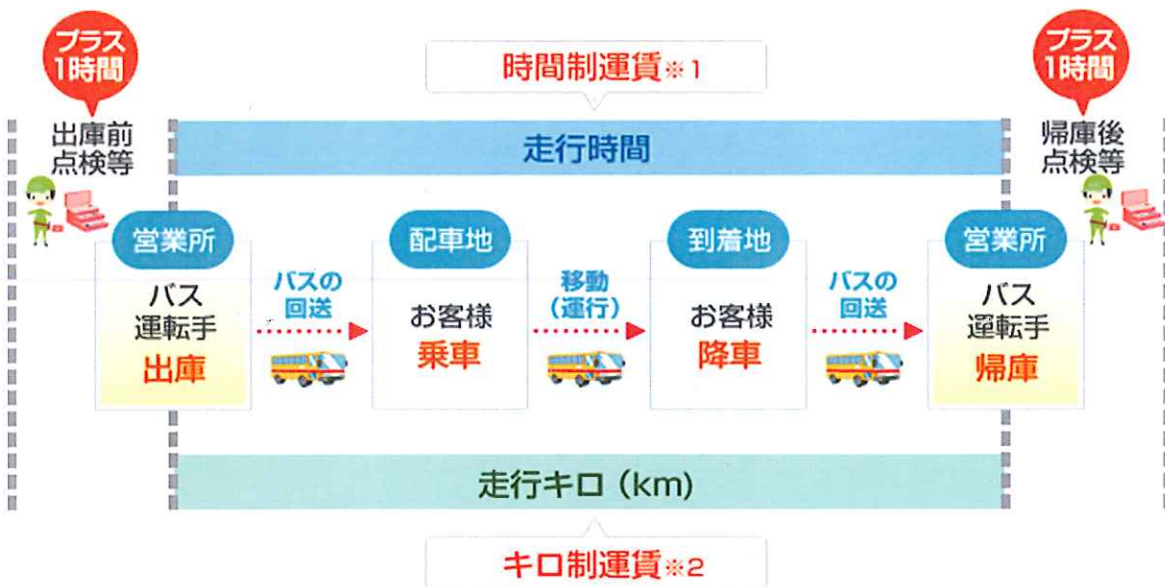 プラス
1時間
時間制運賃※1
プラス
1時間
出庫前
点検等
走行時間
帰庫後
点検等
営業所
バス
運転手
出庫
バスの
回送
配車地
お客様
乗車
移動
(運行)
到着地
お客様
降車
バスの
回送
営業所
バス
運転手
帰庫
走行キロ (km)
キロ制運賃※2